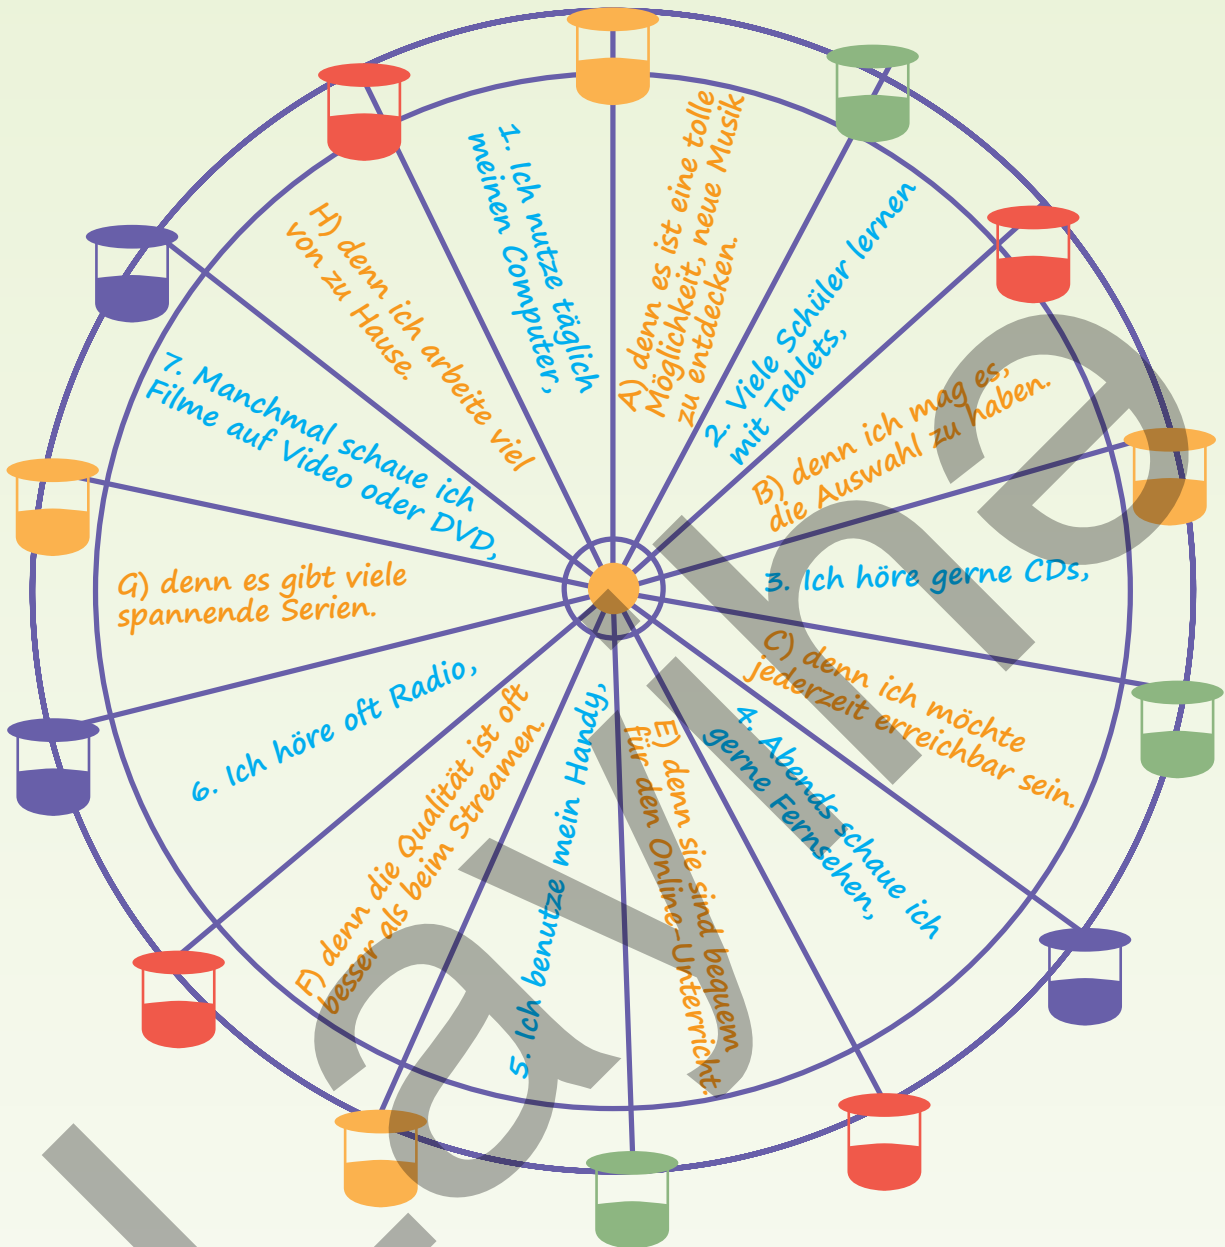 1. Ich nutze täglich
meinen Computer,
A) denn es ist eine tolle
Möglichkeit, neue Musik
zu entdecken.
2. Viele Schüler lernen
mit Tablets,
B) denn ich mag es,
die Auswahl zu haben.
3. Ich höre gerne CDs,
C) denn ich möchte
jederzeit erreichbar sein.
4. Abends schaue ich
gerne Fernsehen,
E) denn sie sind bequem
für den Online-Unterricht.
5. Ich benutze mein Handy,
F) denn die Qualität ist oft
besser als beim Streamen.
6. Ich höre oft Radio,
G) denn es gibt viele
spannende Serien.
7. Manchmal schaue ich
Filme auf Video oder DVD,
H) denn ich arbeite viel
von zu Hause.